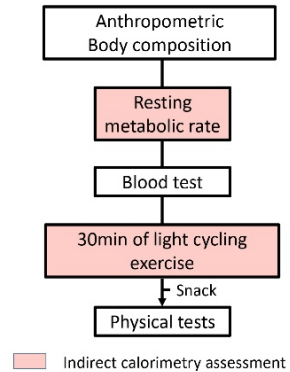 Anthropometric
Body composition
Resting
metabolic rate
Blood test
30min of light cycling
exercise
Snack
Physical tests
Indirect calorimetry assessment